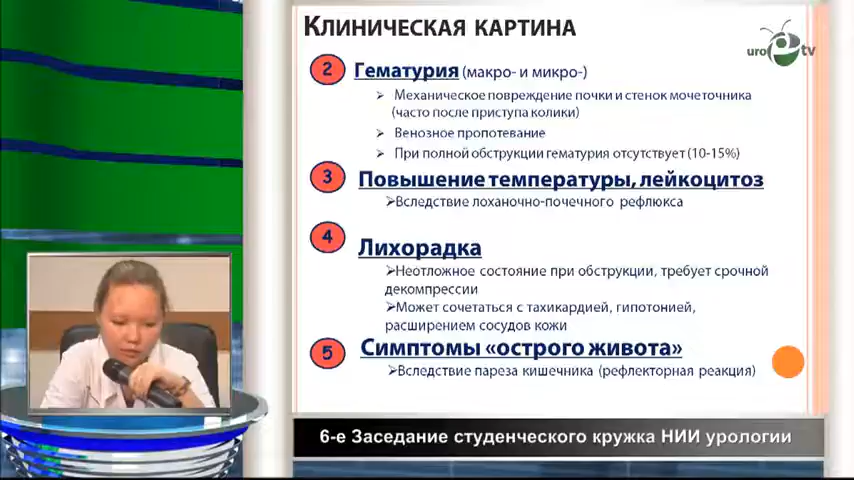 КЛИНИЧЕСКАЯ КАРТИНА
uro tv
2 Гематурия (макро- и микро-)
➢ Механическое повреждение почки и стенок мочеточника
(часто после приступа колики)
➢ Венозное пропотевание
➢ При полной обструкции гематурия отсутствует (10-15%)
3 Повышение температуры, лейкоцитоз
➢Вследствие лоханочно-почечного рефлюкса
4 Лихорадка
➢Неотложное состояние при обструкции, требует срочной
декомпрессии
➢Может сочетаться с тахикардией, гипотонией,
расширением сосудов кожи
5 Симптомы «острого живота»
➢Вследствие пареза кишечника (рефлекторная реакция)
6-е Заседание студенческого кружка НИИ урологии